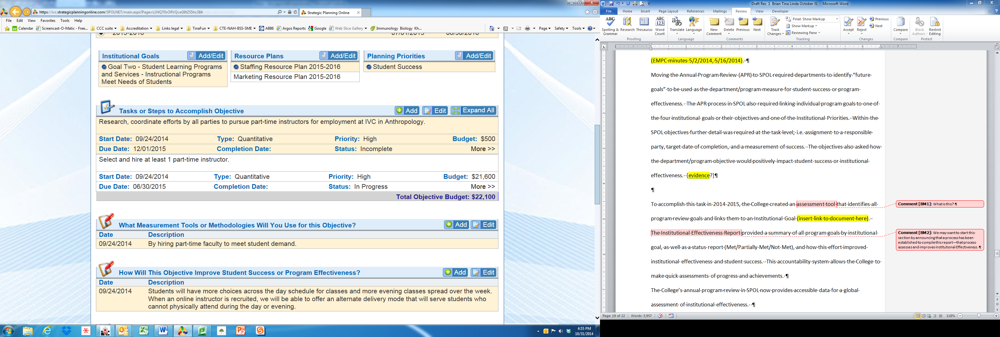 https://ivc.strategicplanningonline.com/SPOLNET/main.aspx?Page=L1NQT0xORVQvaG9tZS5hc3B4
Strategic Planning Online
File Edit View Favorites Tools Help
Calendar Screencast-O-Matic - Free... CCC suite Accreditation Links legal TinaFun CTE-NAH-BSS-SME AB86 Argos Reports Google Web Slice Gallery Immunology Biology Kh...
Page Safety Tools
2015-2016 07/01/2015 06/30/2016
Institutional Goals Add/Edit
Goal Two - Student Learning Programs
and Services - Instructional Programs
Meet Needs of Students
Resource Plans Add/Edit
Staffing Resource Plan 2015-2016
Marketing Resource Plan 2015-2016
Planning Priorities Add/Edit
Student Success
Tasks or Steps to Accomplish Objective Add Edit Expand All
Research, coordinate efforts by all parties to pursue part-time instructors for employment at IVC in Anthropology.
Start Date: 09/24/2014 Type: Quantitative Priority: High Budget: $500
Due Date: 12/01/2015 Completion Date: Status: Incomplete More >>
Select and hire at least 1 part-time instructor.
Start Date: 09/24/2014 Type: Quantitative Priority: High Budget: $21,600
Due Date: 06/30/2015 Completion Date: Status: In Progress More >>
Total Objective Budget: $22,100
What Measurement Tools or Methodologies Will You Use for this Objective? Add Edit
Date Description
09/24/2014 By hiring part-time faculty to meet student demand.
How Will This Objective Improve Student Success or Program Effectiveness? Add Edit
Date Description
09/24/2014 Students will have more choices across the day schedule for classes and more evening classes spread over the week.
When an online instructor is recruited, we will be able to offer an alternate delivery mode that will serve students who
cannot physically attend during the day or evening.
4:55 PM
10/31/2014
Draft Rec 1 Brian Tina Linda October 31 - Microsoft Word
File Home Insert Page Layout References Mailings Review View Developer
Spelling & Grammar Research Thesaurus Word Count Translate Language New Comment Delete Previous Next Track Changes Final: Show Markup Show Markup Reviewing Pane Accept Reject Previous Next Compare Block Authors Restrict Editing
Proofing Language Comments Tracking Changes Compare Protect
(EMPC minutes 5/2/2014, 5/16/2014). ¶
Moving the Annual Program Review (APR) to SPOL required departments to identify “future
goals” to be used as the department/program measure for student success or program
effectiveness. The APR process in SPOL also required linking individual program goals to one of
the four institutional goals or their objectives and one of the Institutional Priorities. Within the
SPOL objectives further detail was required at the task level; i.e. assignment to a responsible
party, target date of completion, and a measurement of success. The objectives also asked how
the department/program objective would positively impact student success or institutional
effectiveness. [evidence?]¶
¶
To accomplish this task in 2014-2015, the College created an assessment tool that identifies all
program review goals and links them to an Institutional Goal (insert link to document here).
The Institutional Effectiveness Report provided a summary of all program goals by institutional
goal, as well as a status report (Met/Partially Met/Not Met), and how this effort improved
institutional effectiveness and student success. This accountability system allows the College to
make quick assessments of progress and achievements. ¶
The College’s annual program review in SPOL now provides accessible data for a global
assessment of institutional effectiveness. ¶
Comment [BM1]: What is this? ¶
Comment [BM2]: We may want to start this
section by announcing that a process has been
established to compile this report—that process
assesses and improves Institutional Effectiveness. ¶
Page: 19 of 22 Words: 3,957 118%